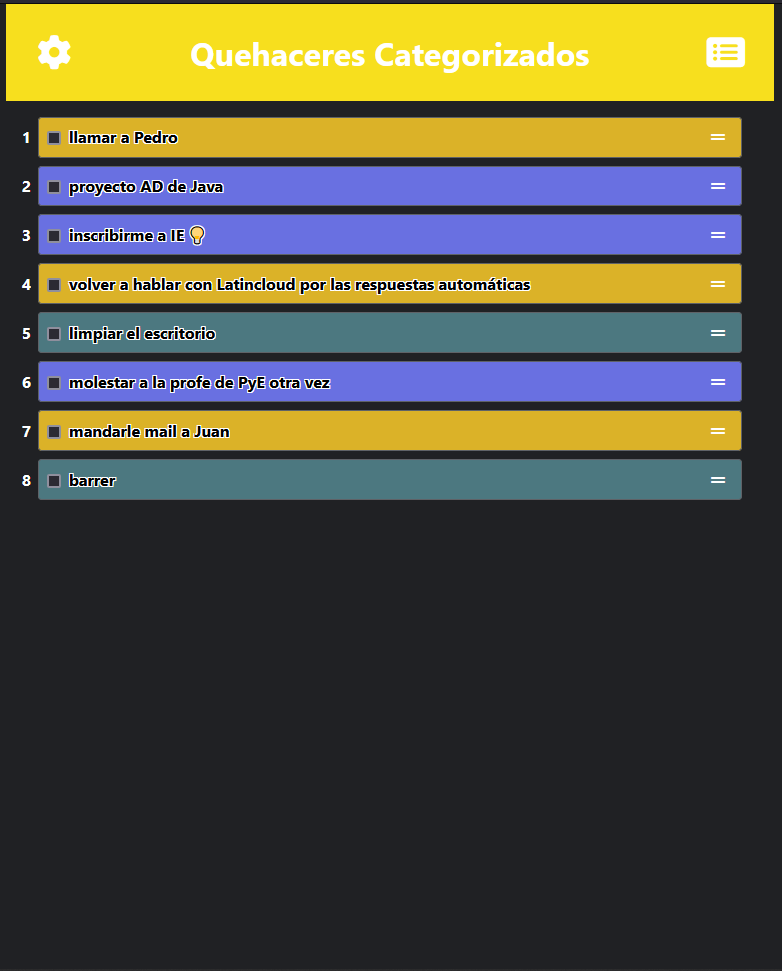 Quehaceres Categorizados
1 llamar a Pedro
2 proyecto AD de Java
3 inscribirme a IE 💡
4 volver a hablar con Latincloud por las respuestas automáticas
5 limpiar el escritorio
6 molestar a la profe de PyE otra vez
7 mandarle mail a Juan
8 barrer